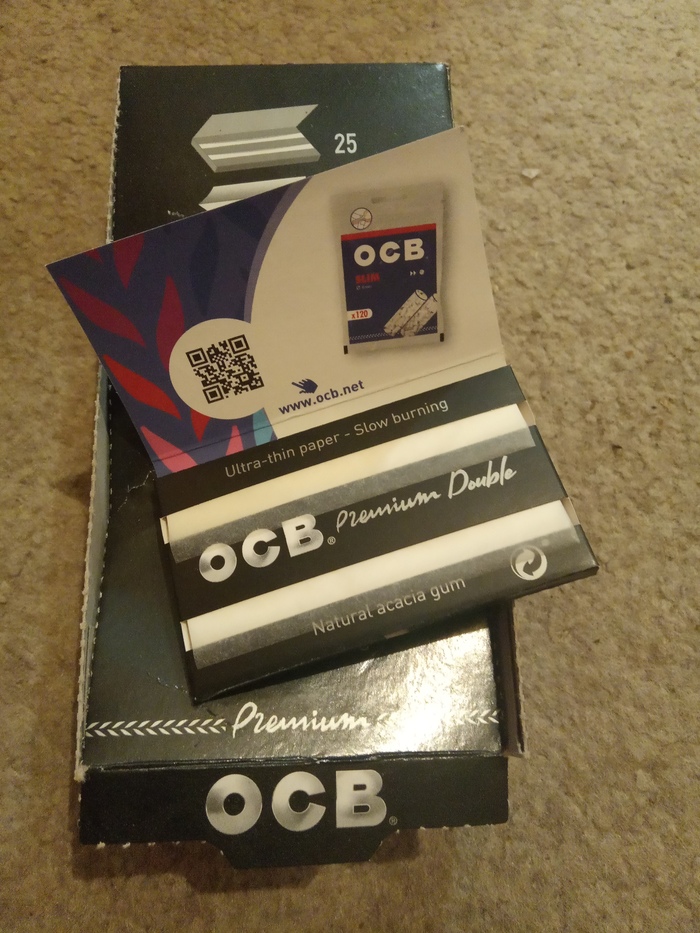 25
OCB
SLIM
x120
www.ocb.net
Ultra-thin paper - Slow burning
OCB® Premium Double
Natural acacia gum
Premium
OCB®